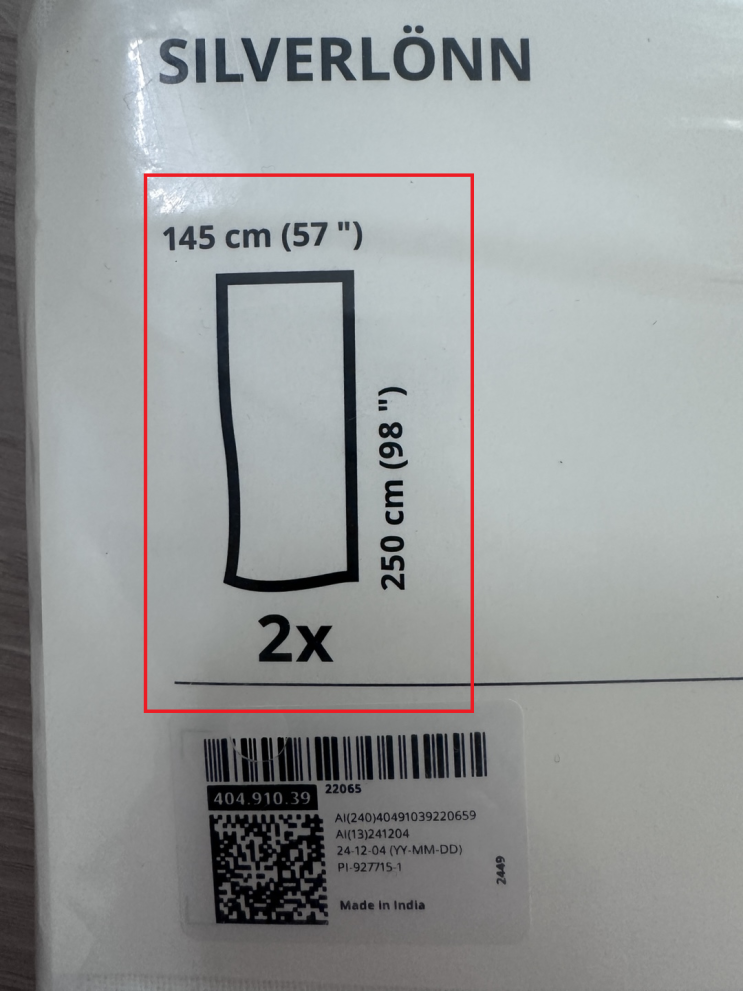 SILVERLÖNN
145 cm (57 ")
250 cm (98 ")
2x
404.910.39
22065
AI(240)40491039220659
AI(13)241204
24-12-04 (YY-MM-DD)
PI-927715-1
2449
Made in India